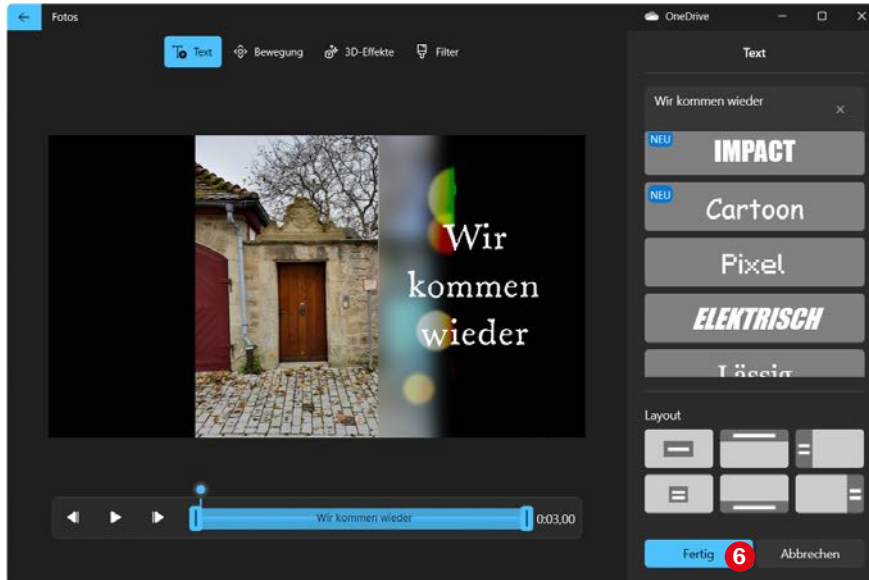 Fotos
OneDrive
Text
Bewegung
3D-Effekte
Filter
Text
Wir kommen wieder
NEU
IMPACT
NEU
Cartoon
Pixel
ELEKTRISCH
Lässig
Wir
kommen
wieder
Layout
Wir kommen wieder
0:03,00
Fertig
6
Abbrechen